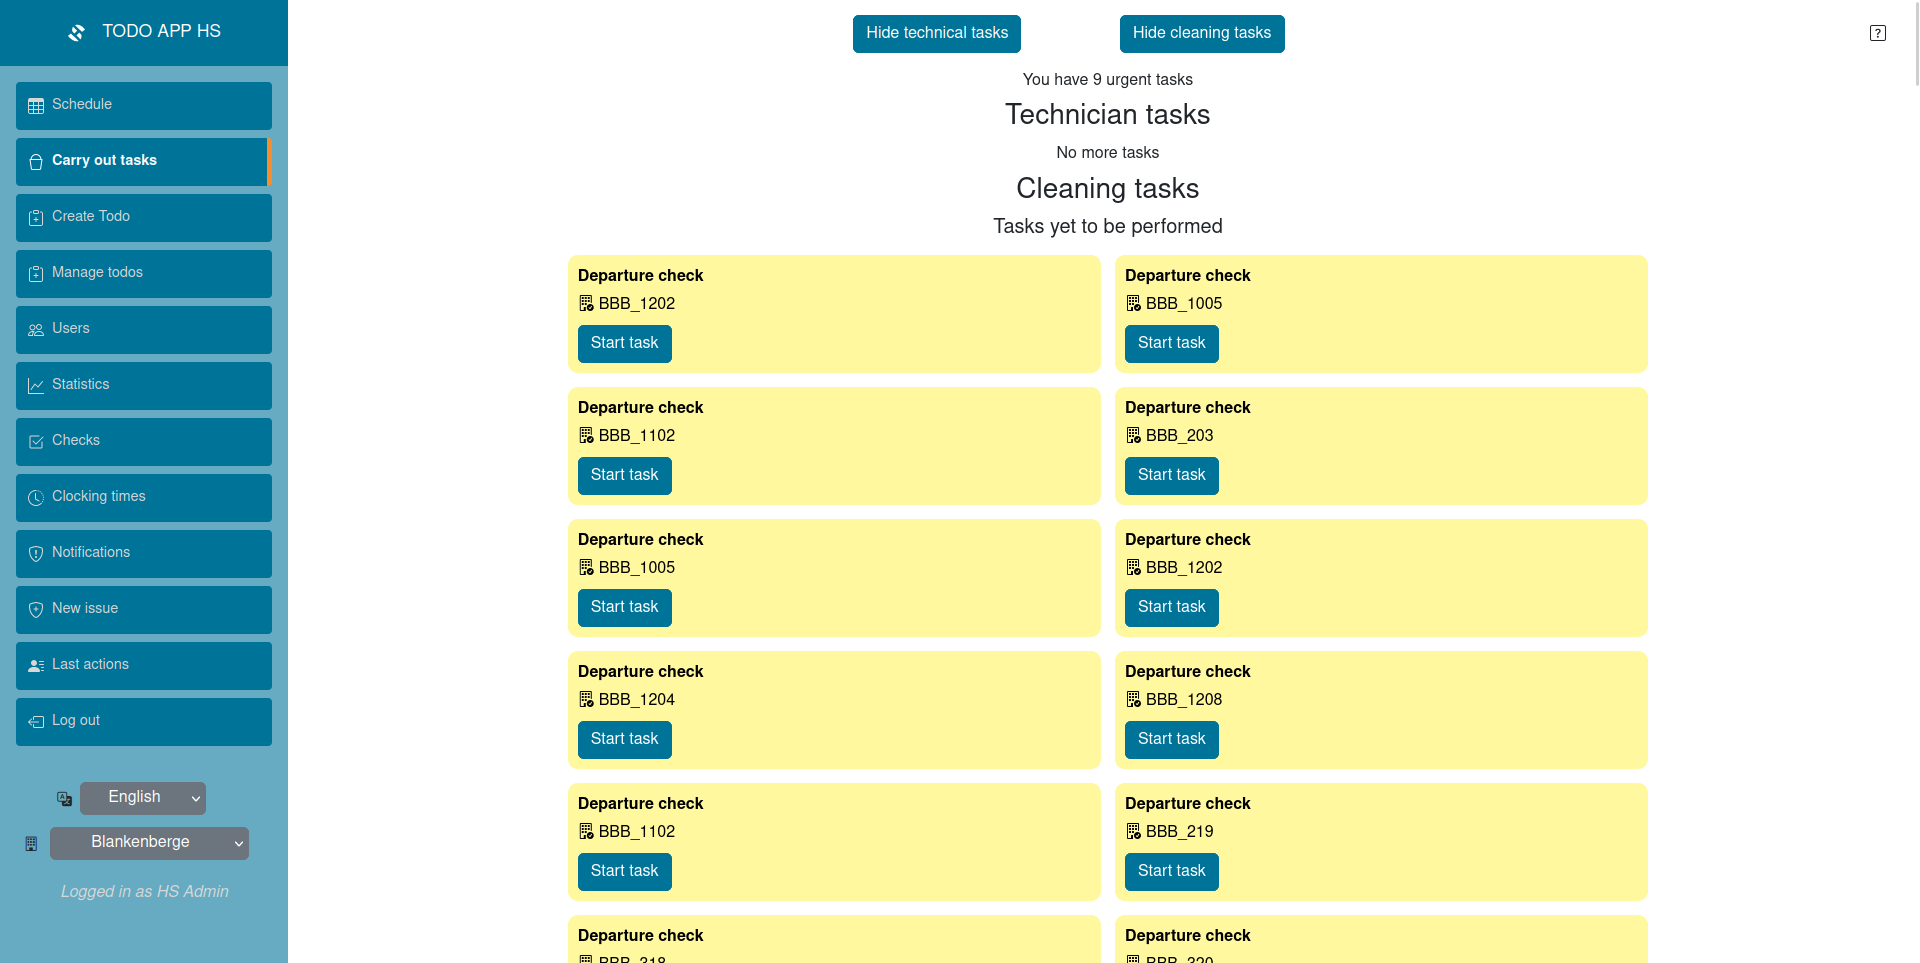 TODO APP HS
Schedule
Carry out tasks
Create Todo
Manage todos
Users
Statistics
Checks
Clocking times
Notifications
New issue
Last actions
Log out
English
Blankenberge
Logged in as HS Admin
Hide technical tasks Hide cleaning tasks
You have 9 urgent tasks
Technician tasks
No more tasks
Cleaning tasks
Tasks yet to be performed
Departure check
BBB_1202
Start task
Departure check
BBB_1005
Start task
Departure check
BBB_1102
Start task
Departure check
BBB_203
Start task
Departure check
BBB_1005
Start task
Departure check
BBB_1202
Start task
Departure check
BBB_1204
Start task
Departure check
BBB_1208
Start task
Departure check
BBB_1102
Start task
Departure check
BBB_219
Start task
Departure check
BBB_318
Departure check
BBB_320